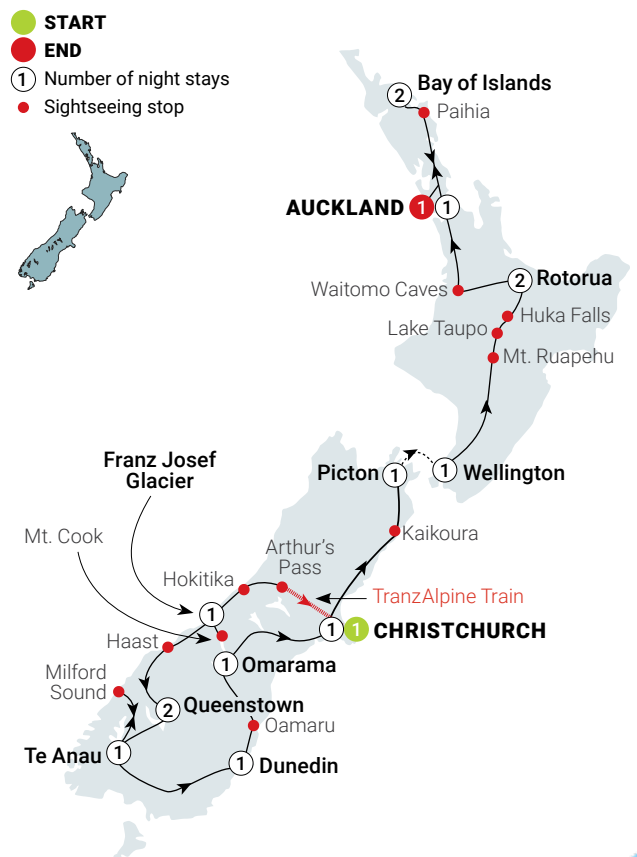 START
END
1 Number of night stays
Sightseeing stop
2 Bay of Islands
Paihia
AUCKLAND 1 1
Waitomo Caves
2 Rotorua
Huka Falls
Lake Taupo
Mt. Ruapehu
Franz Josef
Glacier
Picton 1
1 Wellington
Mt. Cook
Kaikoura
Arthur's
Pass
Hokitika
TranzAlpine Train
1
1 1 CHRISTCHURCH
Haast
1 Omarama
Milford
Sound
2 Queenstown
Oamaru
Te Anau 1
1 Dunedin